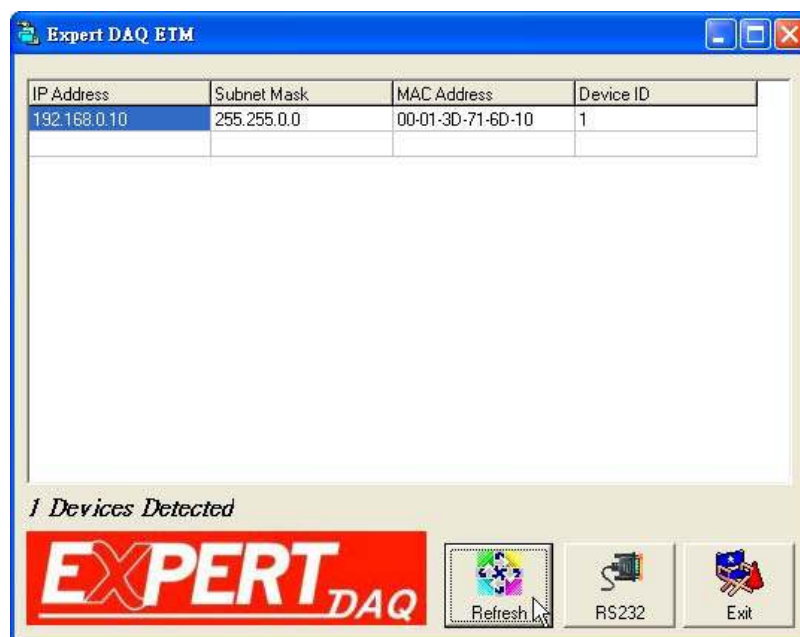 Expert DAQ ETM
IP Address Subnet Mask MAC Address Device ID
192.168.0.10 255.255.0.0 00-01-3D-71-6D-10 1
1 Devices Detected
EXPERT DAQ
Refresh RS232 Exit